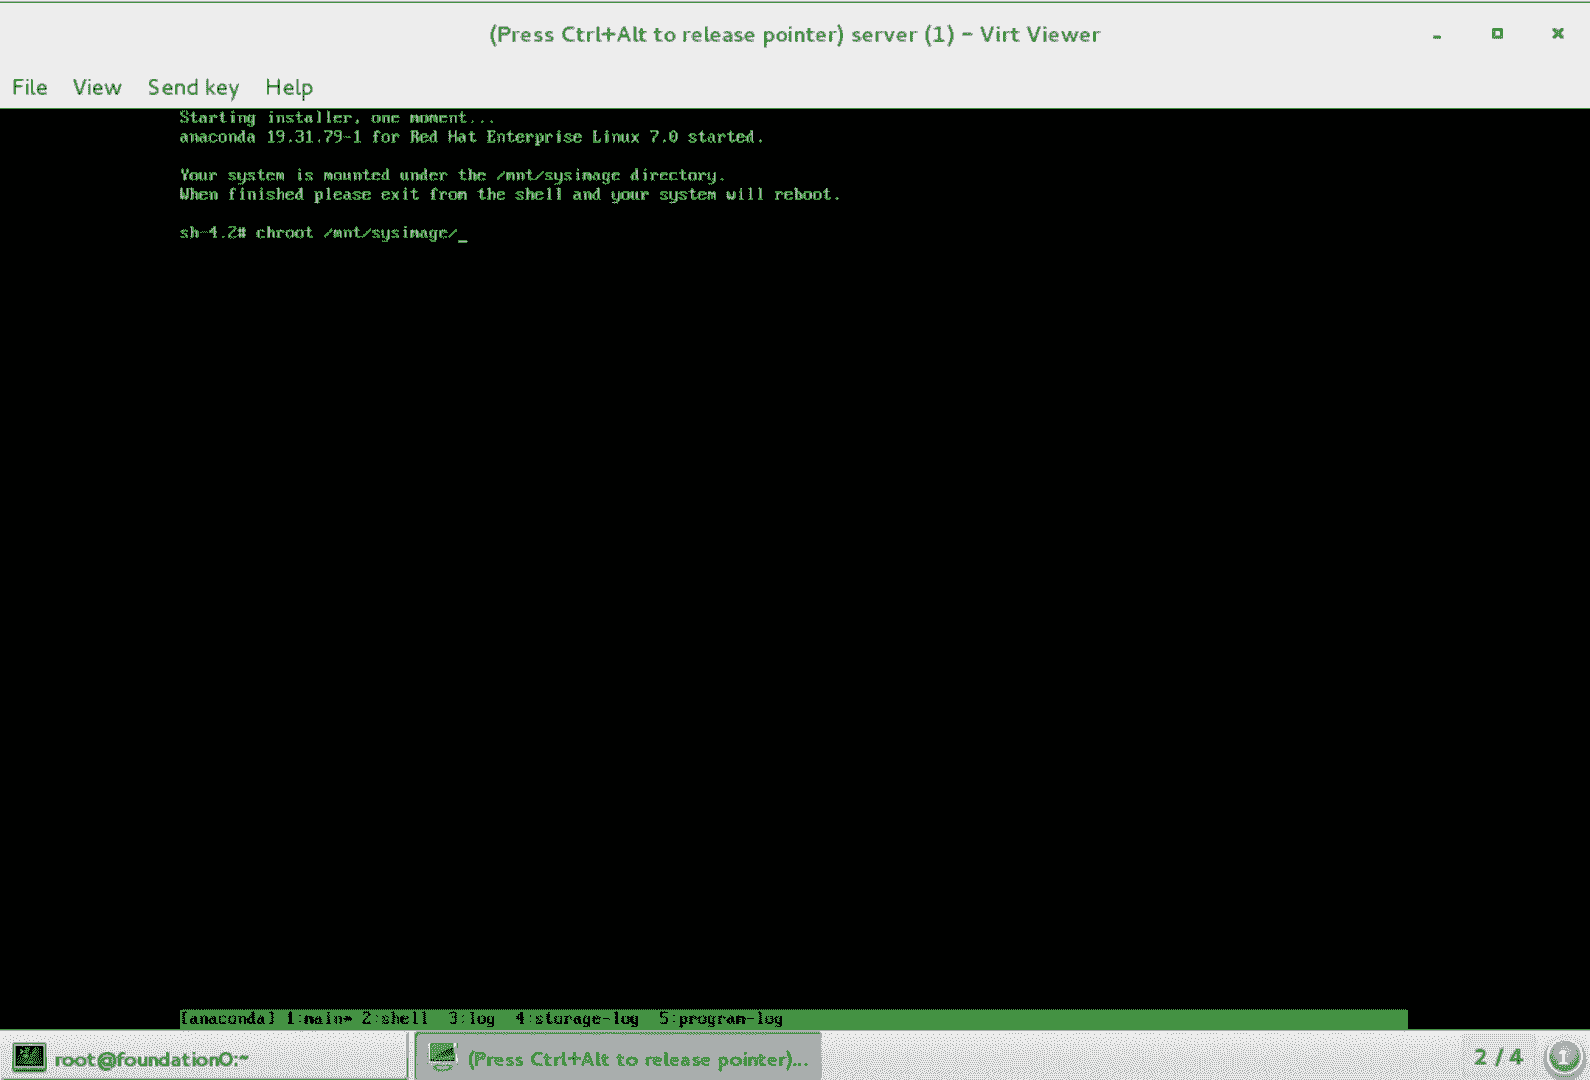 (Press Ctrl+Alt to release pointer) server (1) - Virt Viewer
File View Send key Help
Starting installer, one moment...
anaconda 19.31.79-1 for Red Hat Enterprise Linux 7.0 started.
Your system is mounted under the /mnt/sysimage directory.
When finished please exit from the shell and your system will reboot.
sh-4.2# chroot /mnt/sysimage/_
[anaconda] 1:main* 2:shell  3:log  4:storage-log  5:program-log
root@foundation0:~
(Press Ctrl+Alt to release pointer)...
2 / 4
1